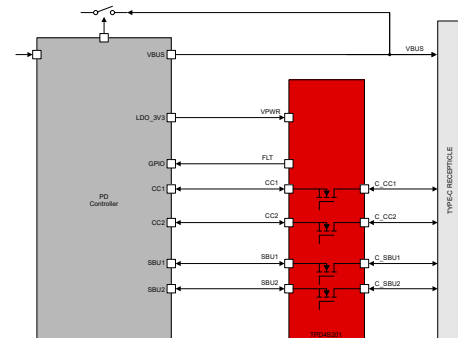 VBUS
VBUS
LDO_3V3
VPWR
GPIO
FLT
CC1
CC1
C_CC1
PD
Controller
CC2
CC2
C_CC2
SBU1
SBU1
C_SBU1
SBU2
SBU2
C_SBU2
TYPE-C RECEPTICLE